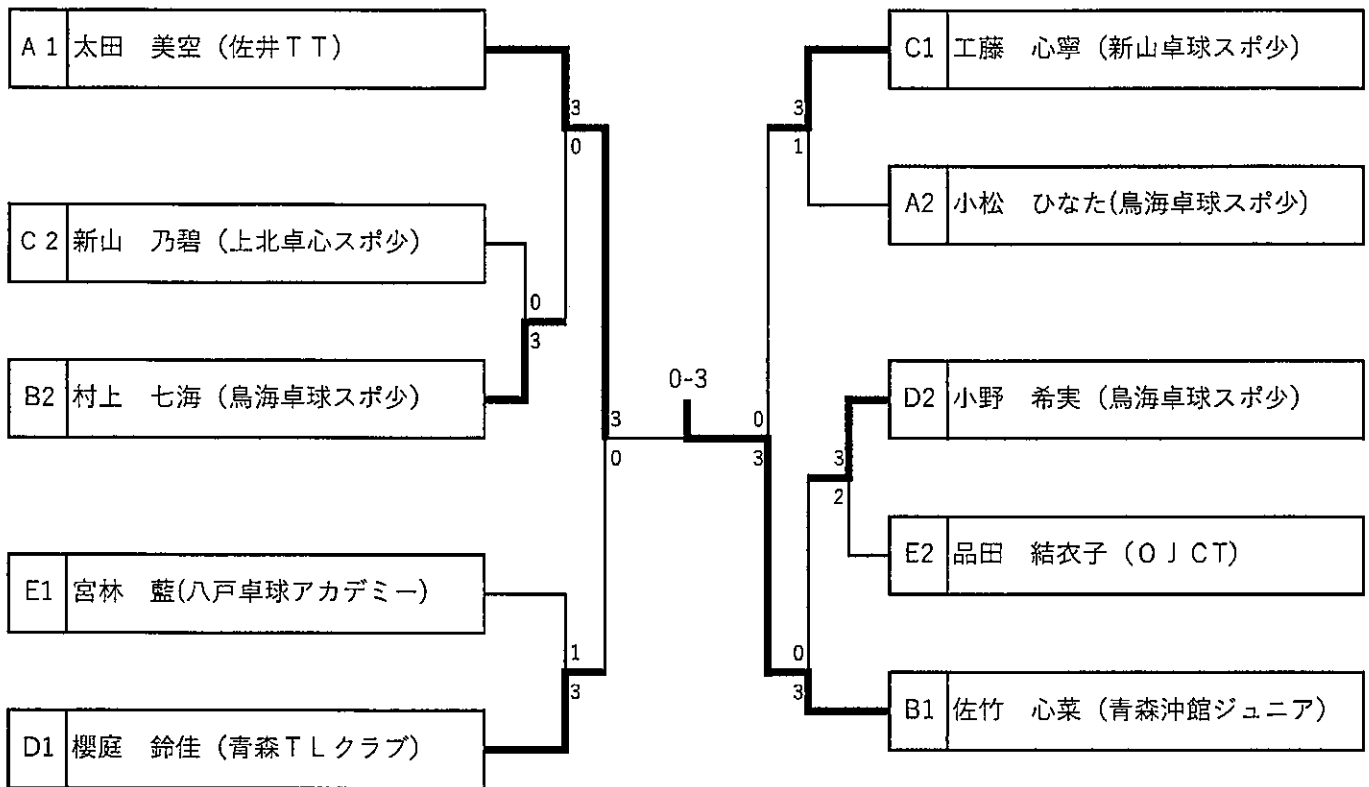 A 1 太田 美空 (佐井TT)
3
0
C 2 新山 乃碧 (上北卓心スポ少)
0
3
B2 村上 七海 (鳥海卓球スポ少)
3
0
E1 宮林 藍(八戸卓球アカデミー)
1
3
D1 櫻庭 鈴佳 (青森TLクラブ)
0-3
C1 工藤 心寧 (新山卓球スポ少)
3
1
A2 小松 ひなた(鳥海卓球スポ少)
0
3
D2 小野 希実 (鳥海卓球スポ少)
3
2
E2 品田 結衣子 (OJCT)
0
3
B1 佐竹 心菜 (青森沖館ジュニア)